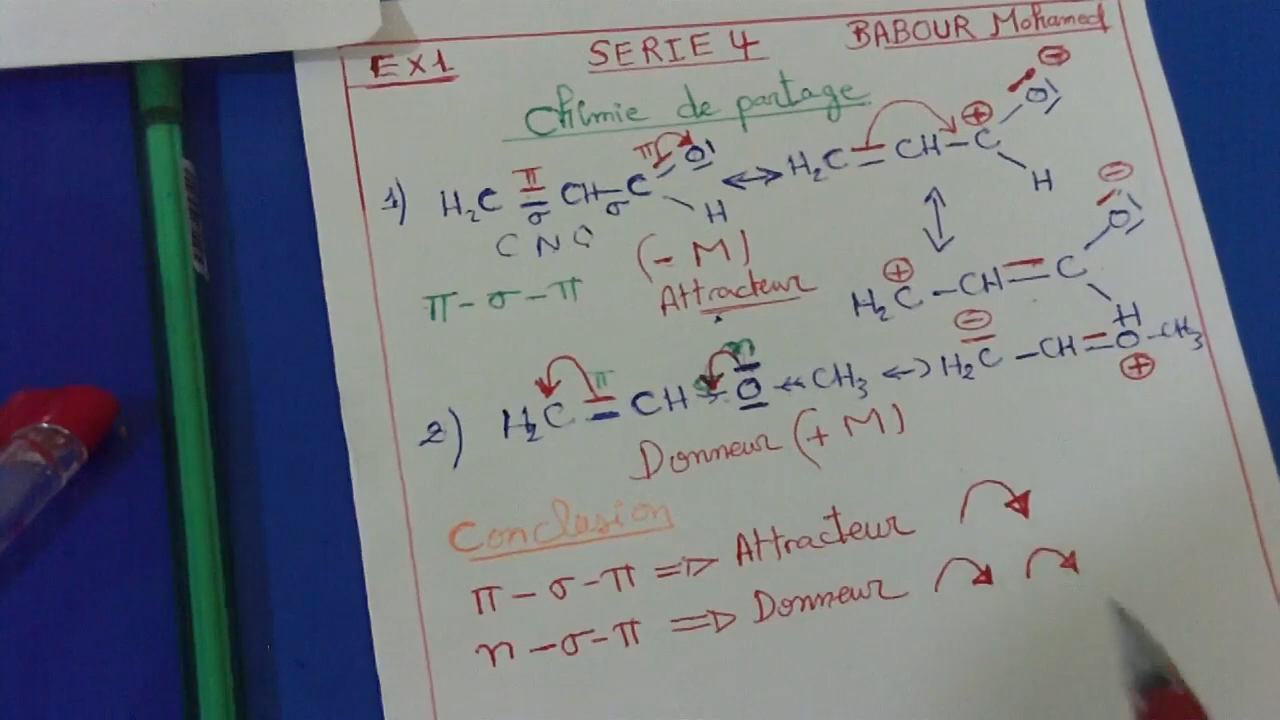 EX1 SERIE 4 BABOUR Mohamed
Chimie de partage
1) H₂C = CH - C O H ↔ H₂C = CH - C⊕ O⊖ H
π σ σ π
C N O (- M)
π - σ - π Attracteur
H₂C⊕ - CH = C O⊖ H
2) H₂C = CH - O - CH₃ ↔ H₂C⊖ - CH = O⊕ - CH₃
π σ n
Donneur (+ M)
Conclusion
π - σ - π ⇒ Attracteur
n - σ - π ⇒ Donneur